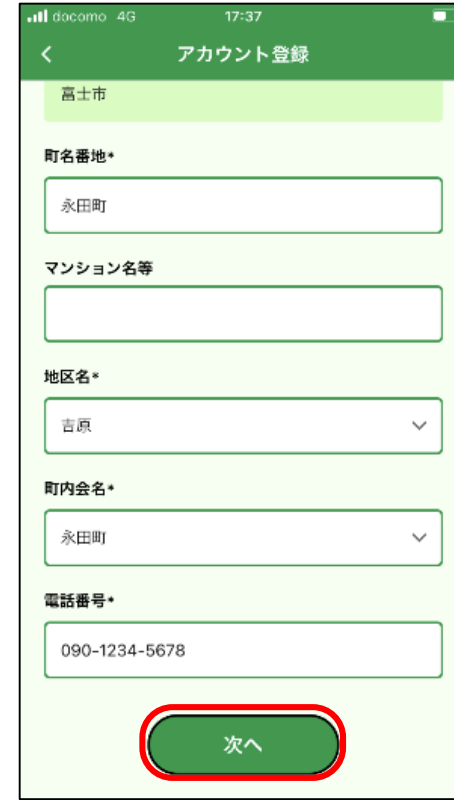 docomo 4G 17:37
アカウント登録
富士市
町名番地*
永田町
マンション名等
地区名*
吉原
町内会名*
永田町
電話番号*
090-1234-5678
次へ